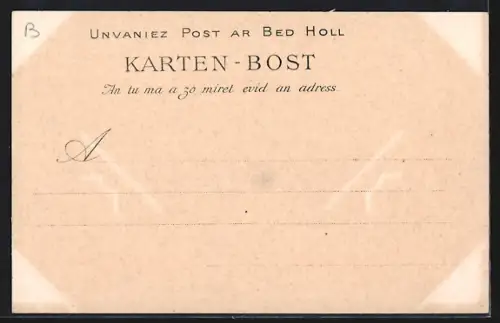 B
UNVANIEZ POST AR BED HOLL
KARTEN-BOST
An tu ma a zo miret evid an adress
A